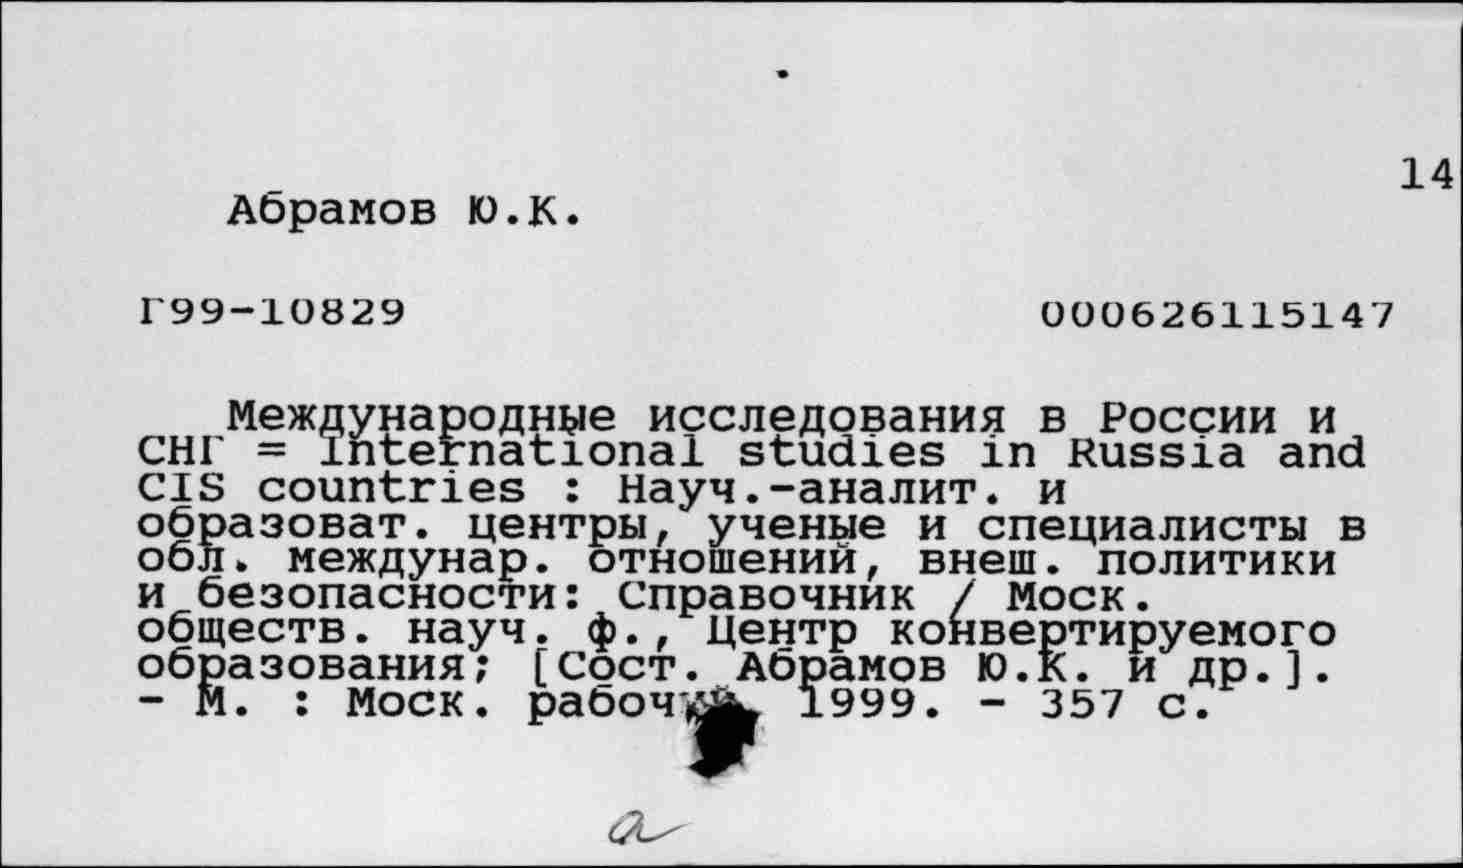 14
Абрамов Ю.К.
Г99-10829 000626115147
Международные исследования в России и
СНГ = International studies in Russia and
CIS countries : Науч.-аналит. и
образоват. центры, ученые и специалисты в
обл. междунар. отношений, внеш. политики
и безопасности: Справочник / Моск.
обществ. науч. ф., Центр конвертируемого
образования; [Сост. Абрамов Ю.К. и др.].
- М. : Моск. рабочий, 1999. - 357 с.
а